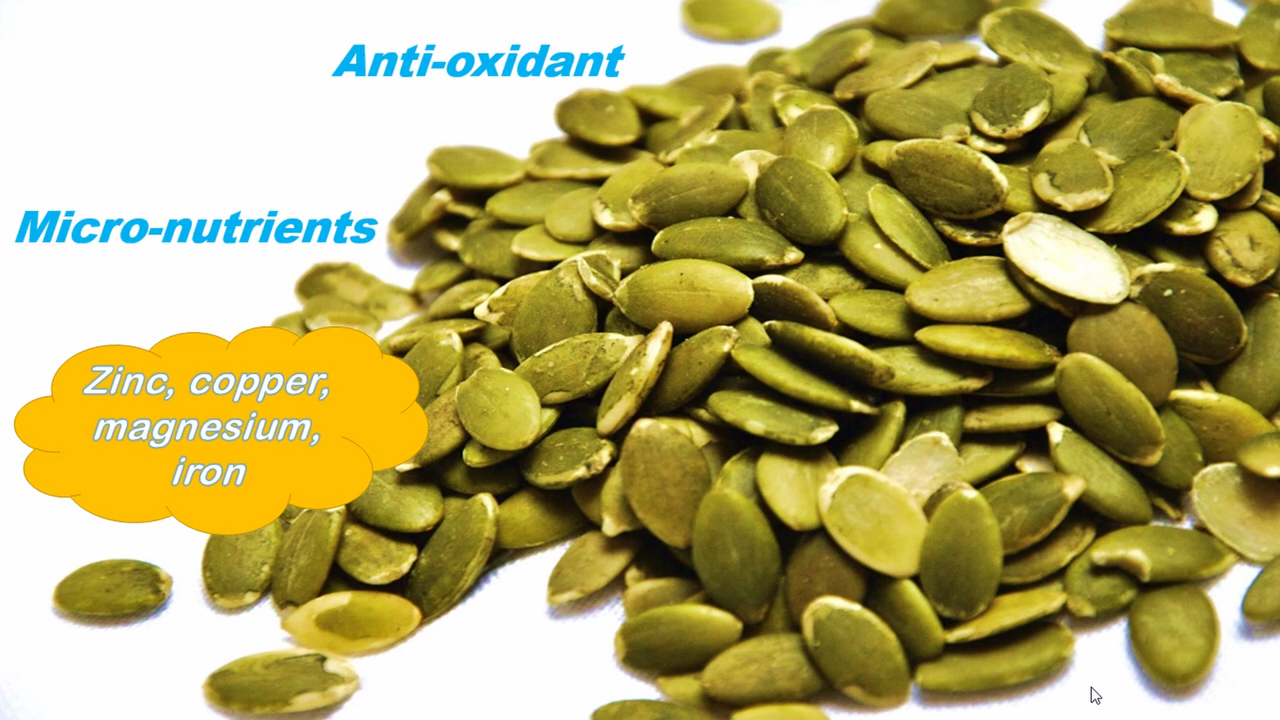 Anti-oxidant
Micro-nutrients
Zinc, copper,
magnesium,
iron